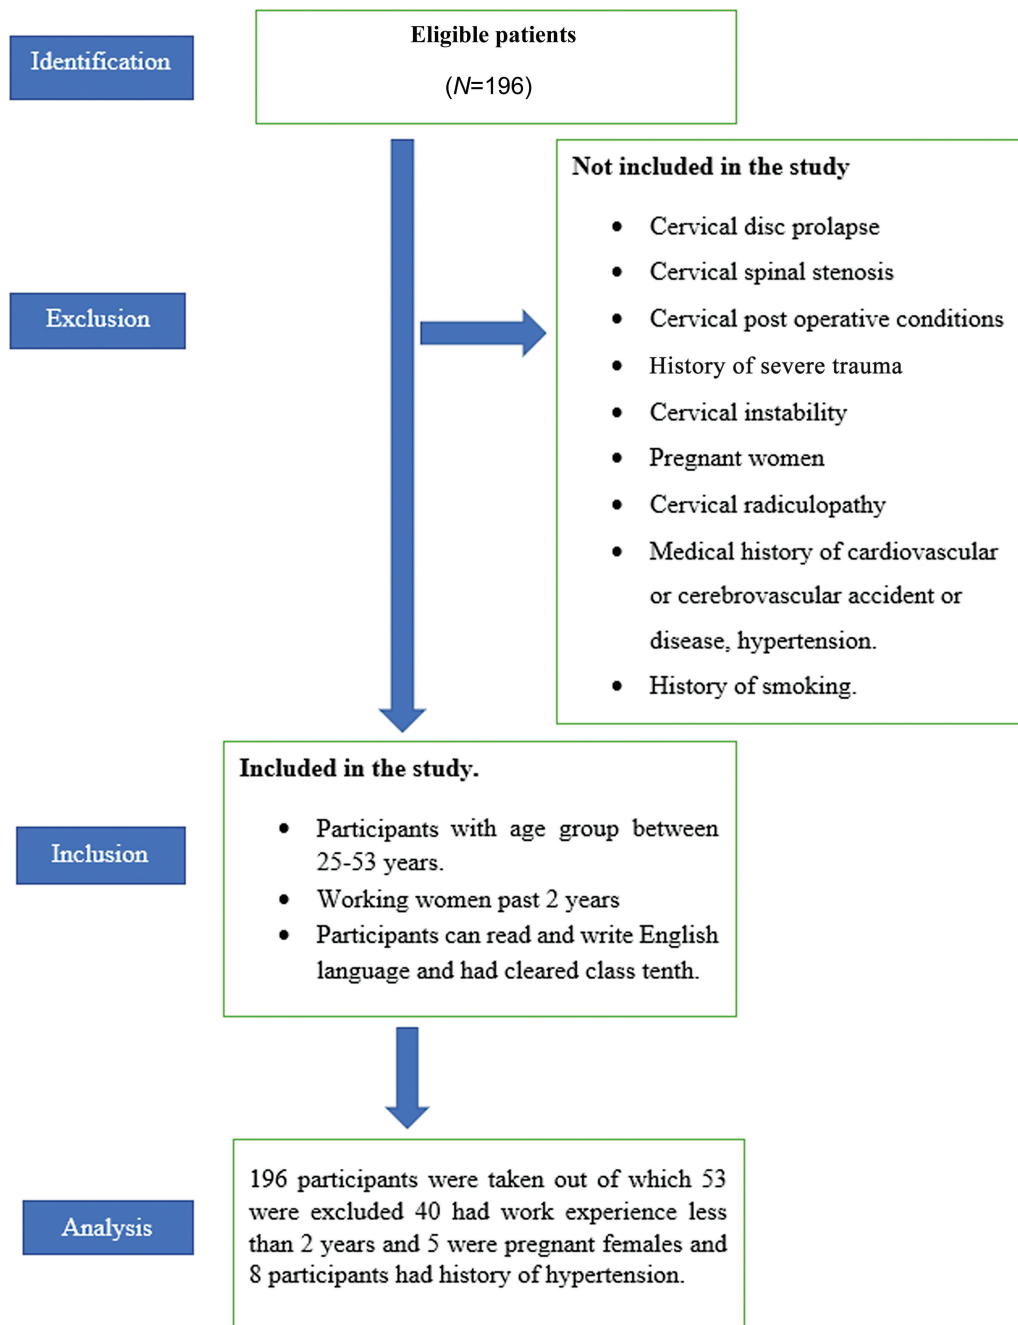 Identification
Eligible patients
(N=196)
Exclusion
Not included in the study
• Cervical disc prolapse
• Cervical spinal stenosis
• Cervical post operative conditions
• History of severe trauma
• Cervical instability
• Pregnant women
• Cervical radiculopathy
• Medical history of cardiovascular
or cerebrovascular accident or
disease, hypertension.
• History of smoking.
Inclusion
Included in the study.
• Participants with age group between
25-53 years.
• Working women past 2 years
• Participants can read and write English
language and had cleared class tenth.
Analysis
196 participants were taken out of which 53
were excluded 40 had work experience less
than 2 years and 5 were pregnant females and
8 participants had history of hypertension.